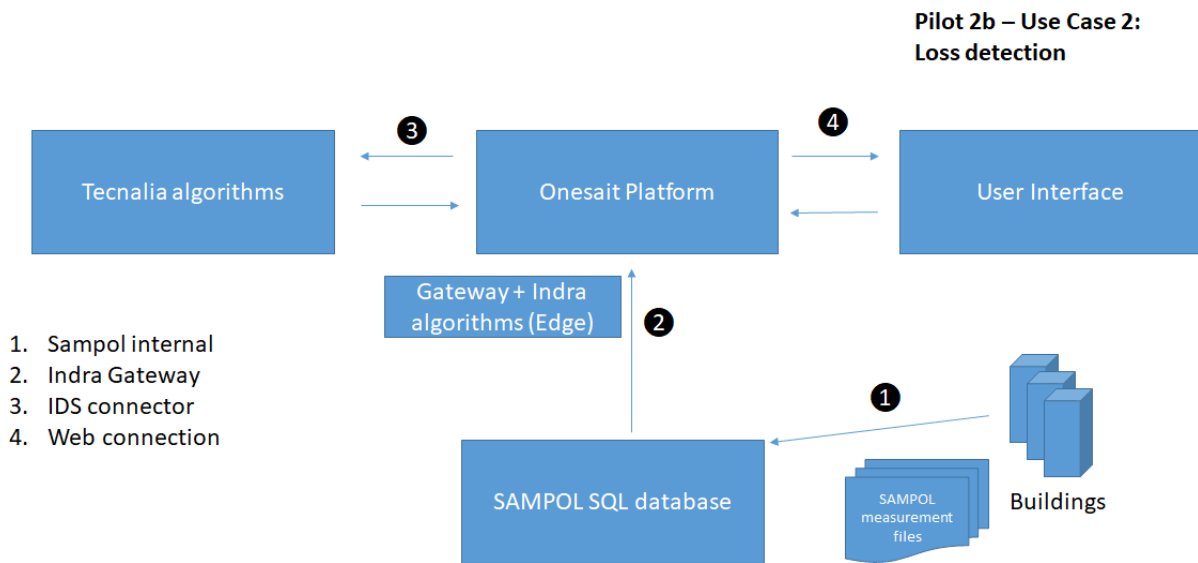 Pilot 2b – Use Case 2:
Loss detection
3
4
Tecnalia algorithms
Onesait Platform
User Interface
Gateway + Indra
algorithms (Edge)
2
1. Sampol internal
2. Indra Gateway
3. IDS connector
4. Web connection
1
SAMPOL SQL database
SAMPOL
measurement
files
Buildings